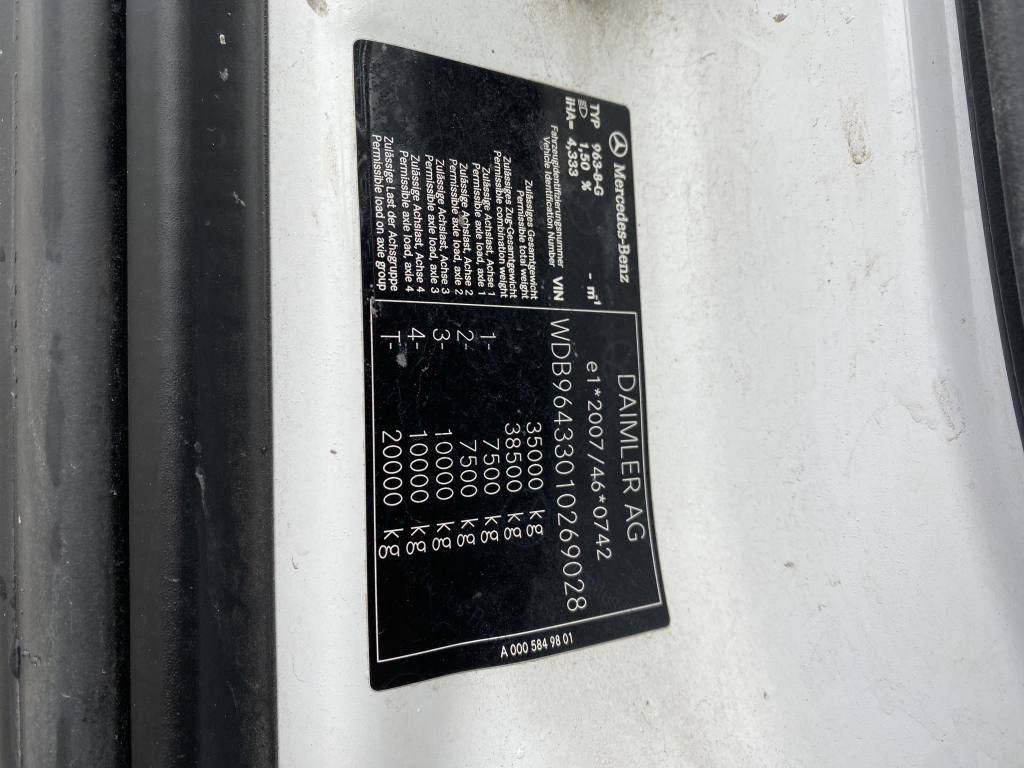 Mercedes-Benz
DAIMLER AG
TYP 963-8-G
1,50 % - m⁻¹ e1*2007/46*0742
iHA= 4,333
Fahrzeugidentifizierungsnummer
Vehicle Identification Number VIN WDB9643301026９028
Zulässiges Gesamtgewicht
Permissible total weight 35000 kg
Zulässiges Zug-Gesamtgewicht
Permissible combination weight 38500 kg
Zulässige Achslast, Achse 1
Permissible axle load, axle 1 1- 7500 kg
Zulässige Achslast, Achse 2
Permissible axle load, axle 2 2- 7500 kg
Zulässige Achslast, Achse 3
Permissible axle load, axle 3 3- 10000 kg
Zulässige Achslast, Achse 4
Permissible axle load, axle 4 4- 10000 kg
Zulässige Last der Achsgruppe
Permissible load on axle group T- 20000 kg
A 000 584 98 01